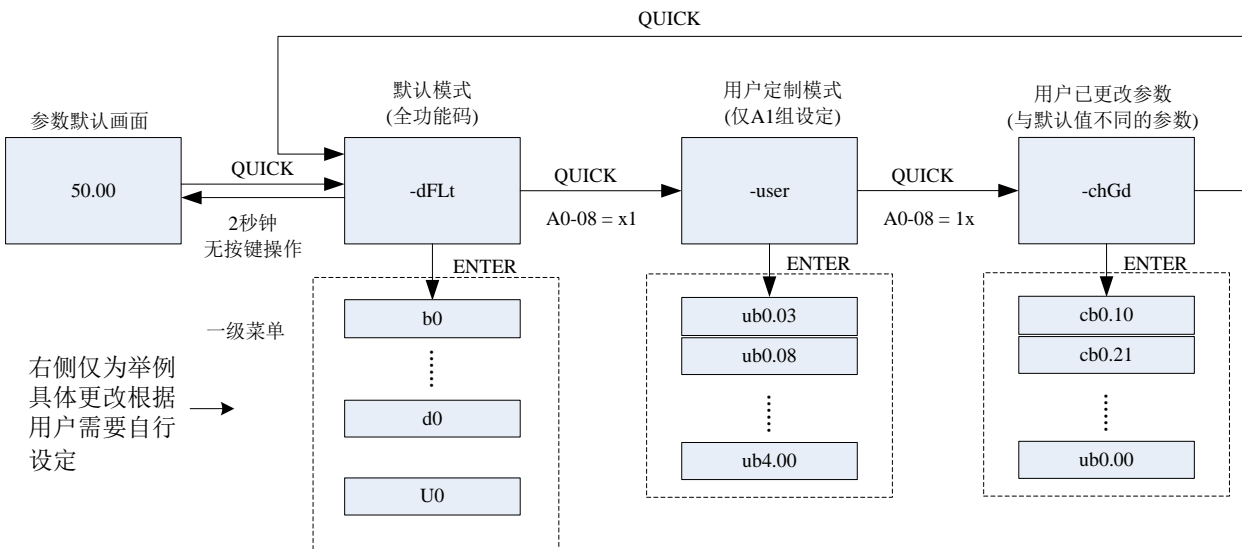 QUICK
参数默认画面
50.00
QUICK
2秒钟
无按键操作
默认模式
(全功能码)
-dFLt
QUICK
A0-08 = x1
用户定制模式
(仅A1组设定)
-user
QUICK
A0-08 = 1x
用户已更改参数
(与默认值不同的参数)
-chGd
ENTER
ENTER
ENTER
一级菜单
右侧仅为举例
具体更改根据
用户需要自行
设定
b0
d0
U0
ub0.03
ub0.08
ub4.00
cb0.10
cb0.21
ub0.00